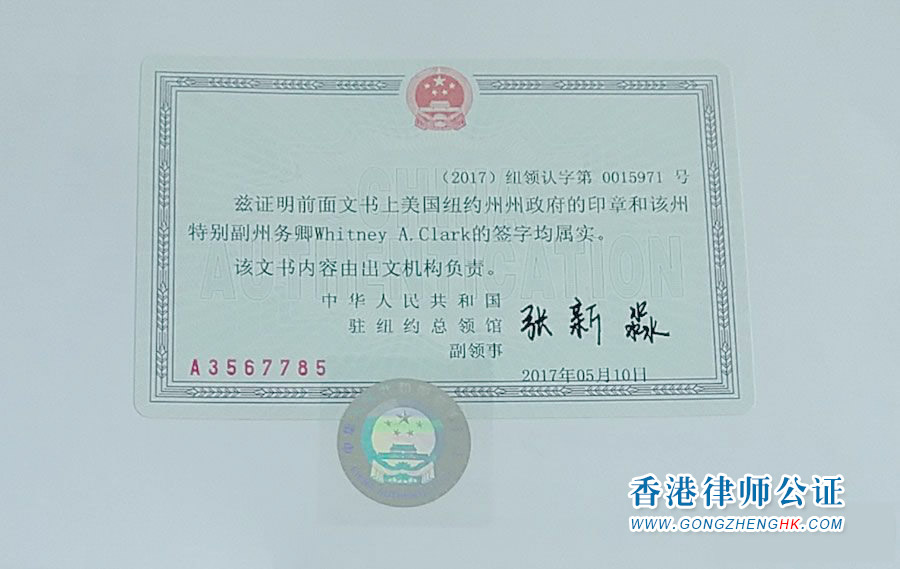 （2017）纽领认字第 0015971 号
兹证明前面文书上美国纽约州州政府的印章和该州
特别副州务卿Whitney A.Clark的签字均属实。
该文书内容由出文机构负责。
中华人民共和国
驻纽约总领馆
副领事
张新淼
2017年05月10日
A3567785
CHINA
AUTHENTICATION
香港律师公证
WWW.GONGZHENGHK.COM